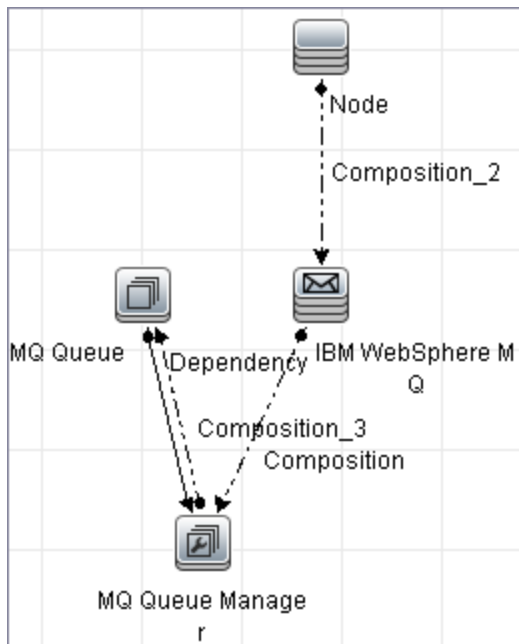 Node
Composition_2
MQ Queue
Dependency
IBM WebSphere M
Q
Composition_3
Composition
MQ Queue Manage
r